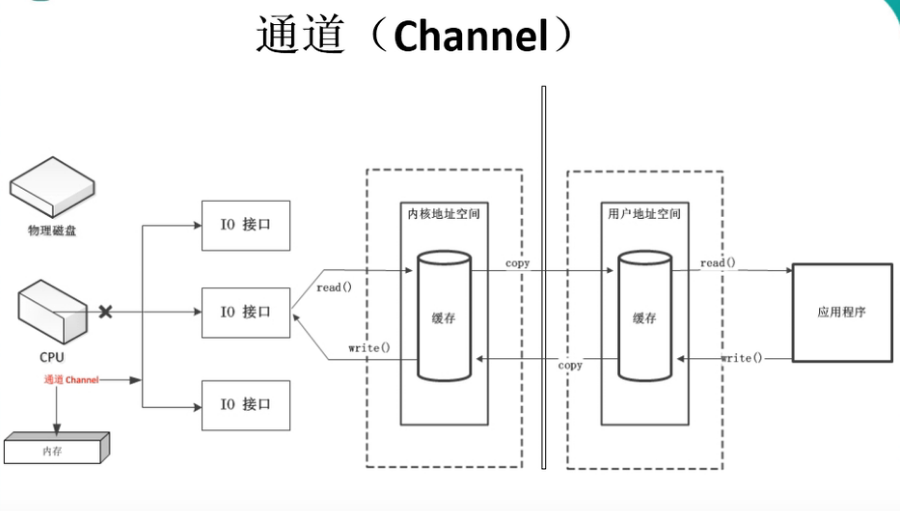 通道（Channel）
物理磁盘
CPU
通道 Channel
内存
IO 接口
IO 接口
IO 接口
read()
write()
内核地址空间
缓存
copy
copy
用户地址空间
缓存
read()
write()
应用程序